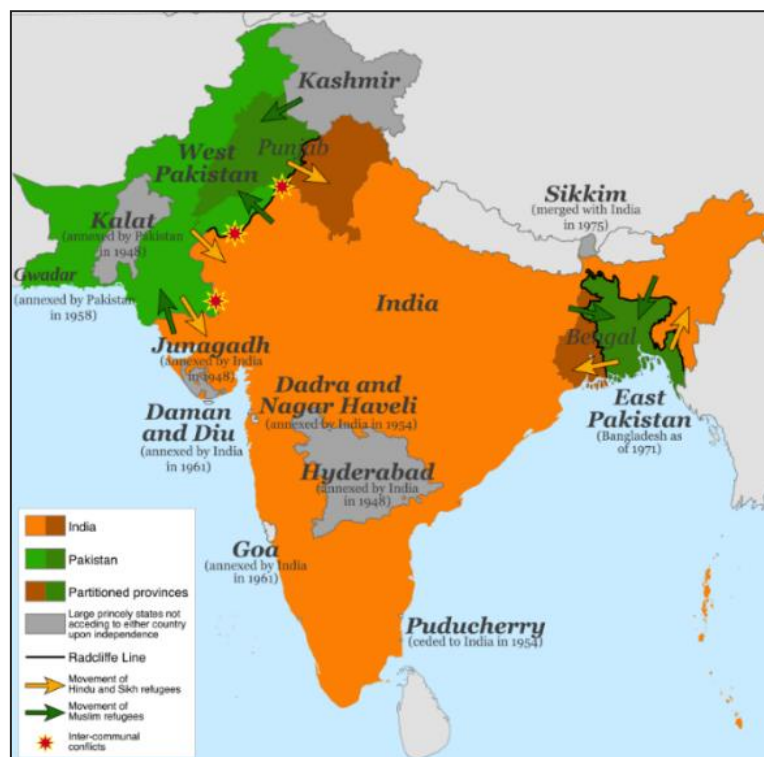 Kashmir
Punjab
West
Pakistan
Sikkim
(merged with India
in 1975)
Kalat
(annexed by Pakistan
in 1948)
Gwadar
(annexed by Pakistan
in 1958)
India
Bengal
Junagadh
(annexed by India
in 1948)
Dadra and
Nagar Haveli
(annexed by India in 1954)
Daman
and Diu
(annexed by India
in 1961)
East
Pakistan
(Bangladesh as
of 1971)
Hyderabad
(annexed by India
in 1948)
Goa
(annexed by India
in 1961)
Puducherry
(ceded to India in 1954)
India
Pakistan
Partitioned provinces
Large princely states not
acceding to either country
upon independence
Radcliffe Line
Movement of
Hindu and Sikh refugees
Movement of
Muslim refugees
Inter-communal
conflicts